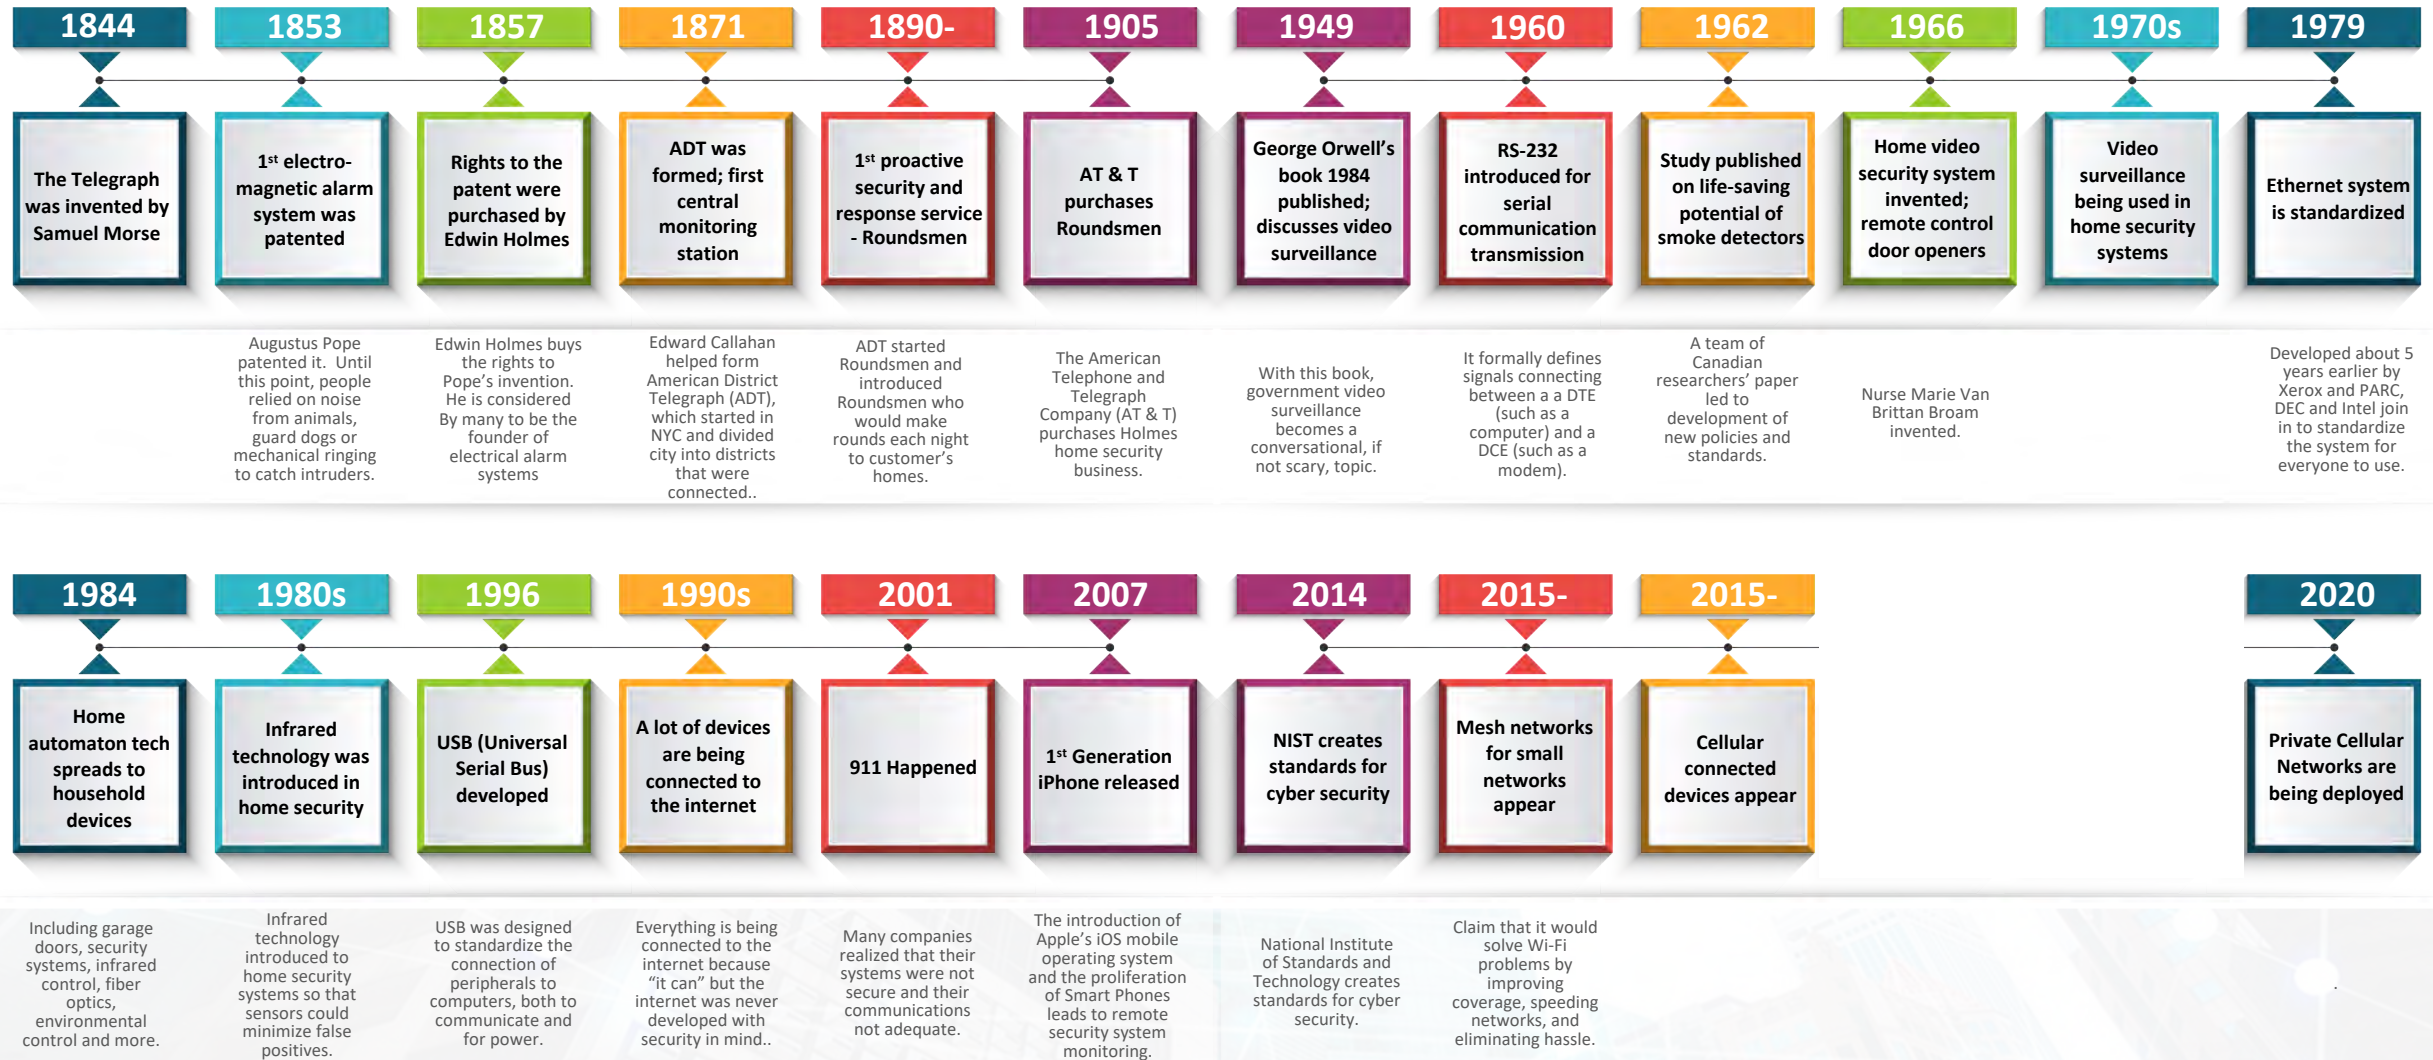 1844
1853
1857
1871
1890-
1905
1949
1960
1962
1966
1970s
1979
The Telegraph
was invented by
Samuel Morse
1st electro-
magnetic alarm
system was
patented
Rights to the
patent were
purchased by
Edwin Holmes
ADT was
formed; first
central
monitoring
station
1st proactive
security and
response service
- Roundsmen
AT & T
purchases
Roundsmen
George Orwell's
book 1984
published;
discusses video
surveillance
RS-232
introduced for
serial
communication
transmission
Study published
on life-saving
potential of
smoke detectors
Home video
security system
invented;
remote control
door openers
Video
surveillance
being used in
home security
systems
Ethernet system
is standardized
Augustus Pope
patented it.  Until
this point, people
relied on noise
from animals,
guard dogs or
mechanical ringing
to catch intruders.
Edwin Holmes buys
the rights to
Pope's invention.
He is considered
By many to be the
founder of
electrical alarm
systems
Edward Callahan
helped form
American District
Telegraph (ADT),
which started in
NYC and divided
city into districts
that were
connected..
ADT started
Roundsmen and
introduced
Roundsmen who
would make
rounds each night
to customer's
homes.
The American
Telephone and
Telegraph
Company (AT & T)
purchases Holmes
home security
business.
With this book,
government video
surveillance
becomes a
conversational, if
not scary, topic.
It formally defines
signals connecting
between a a DTE
(such as a
computer) and a
DCE (such as a
modem).
A team of
Canadian
researchers' paper
led to
development of
new policies and
standards.
Nurse Marie Van
Brittan Broam
invented.
Developed about 5
years earlier by
Xerox and PARC,
DEC and Intel join
in to standardize
the system for
everyone to use.
1984
1980s
1996
1990s
2001
2007
2014
2015-
2015-
2020
Home
automaton tech
spreads to
household
devices
Infrared
technology was
introduced in
home security
USB (Universal
Serial Bus)
developed
A lot of devices
are being
connected to
the internet
911 Happened
1st Generation
iPhone released
NIST creates
standards for
cyber security
Mesh networks
for small
networks
appear
Cellular
connected
devices appear
Private Cellular
Networks are
being deployed
Including garage
doors, security
systems, infrared
control, fiber
optics,
environmental
control and more.
Infrared
technology
introduced to
home security
systems so that
sensors could
minimize false
positives.
USB was designed
to standardize the
connection of
peripherals to
computers, both to
communicate and
for power.
Everything is being
connected to the
internet because
"it can" but the
internet was never
developed with
security in mind..
Many companies
realized that their
systems were not
secure and their
communications
not adequate.
The introduction of
Apple's iOS mobile
operating system
and the proliferation
of Smart Phones
leads to remote
security system
monitoring.
National Institute
of Standards and
Technology creates
standards for cyber
security.
Claim that it would
solve Wi-Fi
problems by
improving
coverage, speeding
networks, and
eliminating hassle.
.